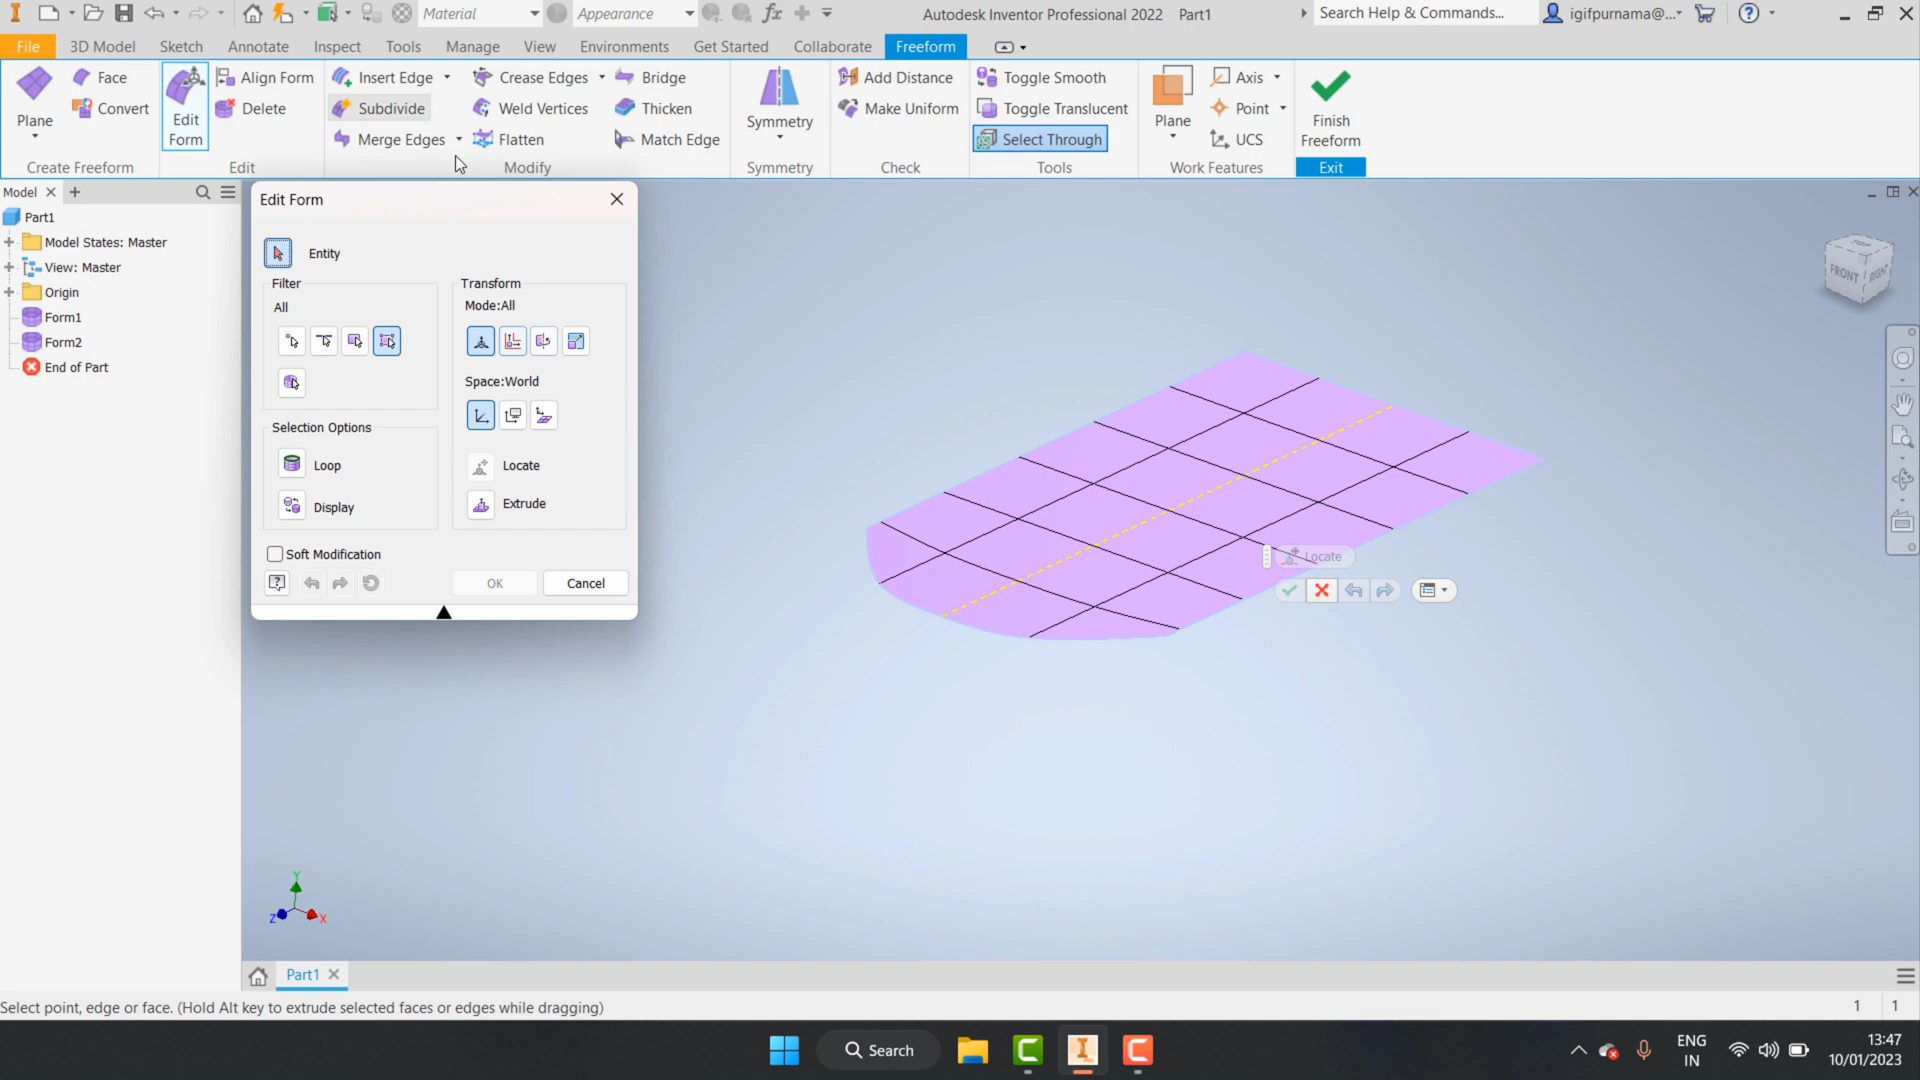 Material
Appearance
fx
Autodesk Inventor Professional 2022 Part1
Search Help & Commands...
igifpurnama@...
File
3D Model
Sketch
Annotate
Inspect
Tools
Manage
View
Environments
Get Started
Collaborate
Freeform
Plane
Face
Convert
Create Freeform
Edit
Form
Align Form
Delete
Edit
Insert Edge
Subdivide
Merge Edges
Crease Edges
Weld Vertices
Flatten
Bridge
Thicken
Match Edge
Modify
Symmetry
Symmetry
Add Distance
Make Uniform
Check
Toggle Smooth
Toggle Translucent
Select Through
Tools
Plane
Axis
Point
UCS
Work Features
Finish
Freeform
Exit
Model
Part1
Model States: Master
View: Master
Origin
Form1
Form2
End of Part
Edit Form
Entity
Filter
All
Selection Options
Loop
Display
Transform
Mode:All
Space:World
Locate
Extrude
Soft Modification
OK
Cancel
TOP
FRONT
RIGHT
Locate
Y
Z
X
Part1
Select point, edge or face. (Hold Alt key to extrude selected faces or edges while dragging)
1
1
Search
ENG
IN
13:47
10/01/2023